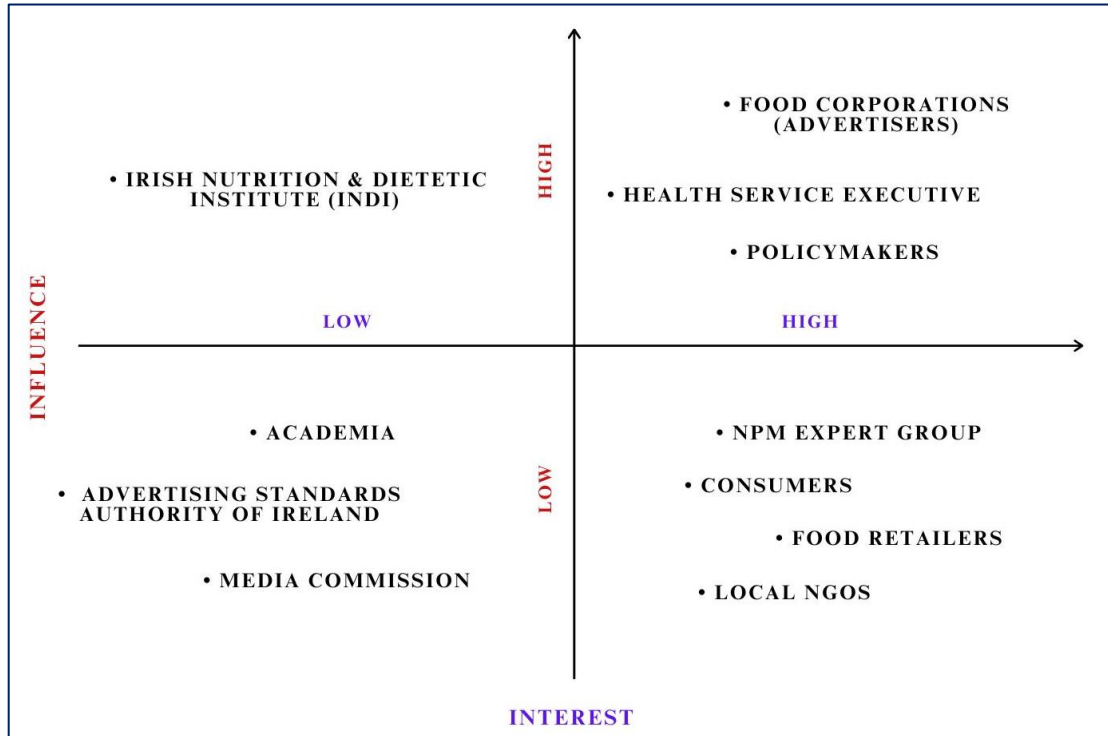 • FOOD CORPORATIONS
(ADVERTISERS)
HIGH
• IRISH NUTRITION & DIETETIC
INSTITUTE (INDI)
• HEALTH SERVICE EXECUTIVE
• POLICYMAKERS
INFLUENCE
LOW
HIGH
• ACADEMIA
• NPM EXPERT GROUP
LOW
• ADVERTISING STANDARDS
AUTHORITY OF IRELAND
• CONSUMERS
• FOOD RETAILERS
• MEDIA COMMISSION
• LOCAL NGOS
INTEREST